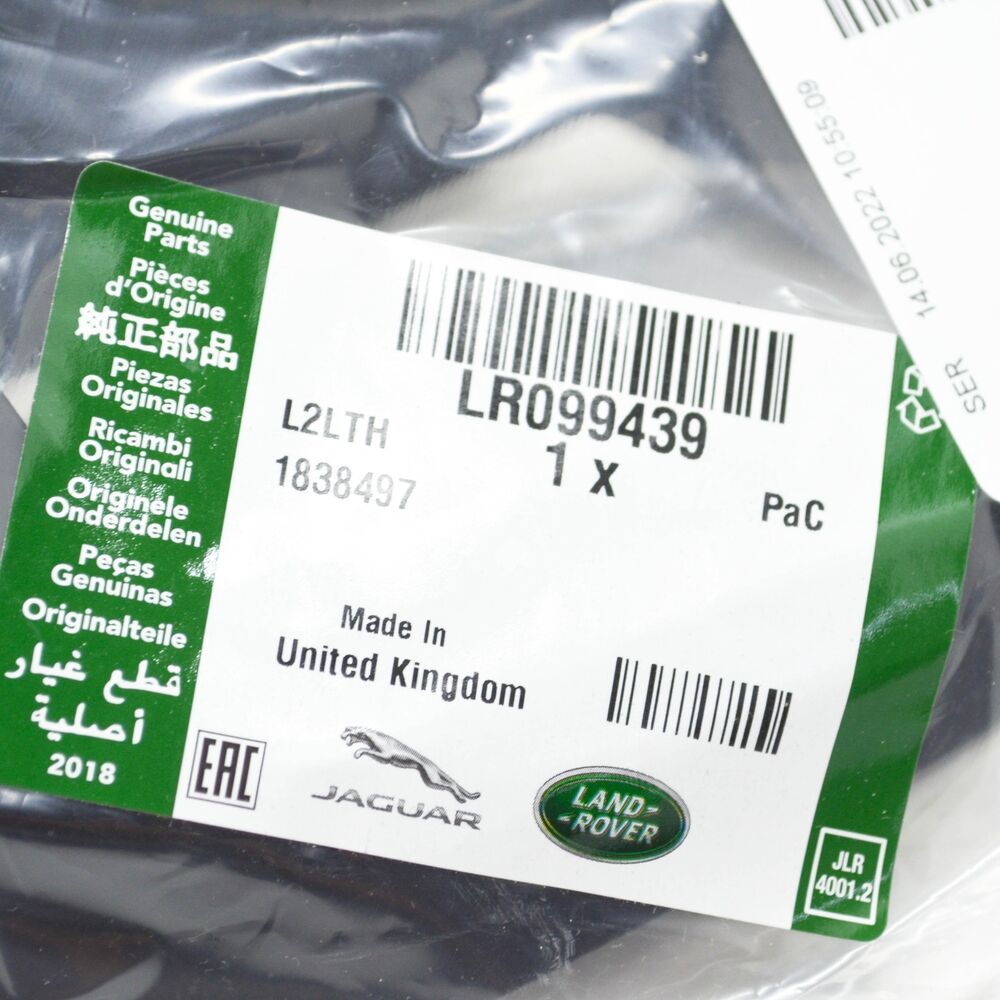 14.06.2022 10:55:09
SER
Genuine
Parts
Pièces
d'Origine
純正部品
Piezas
Originales
Ricambi
Originali
Originele
Onderdelen
Peças
Genuinas
Originalteile
قطع غيار
أصلية
2018
LR099439
1 x
L2LTH
1838497
PaC
Made In
United Kingdom
EAC
JAGUAR
LAND-
-ROVER
JLR
4001.2